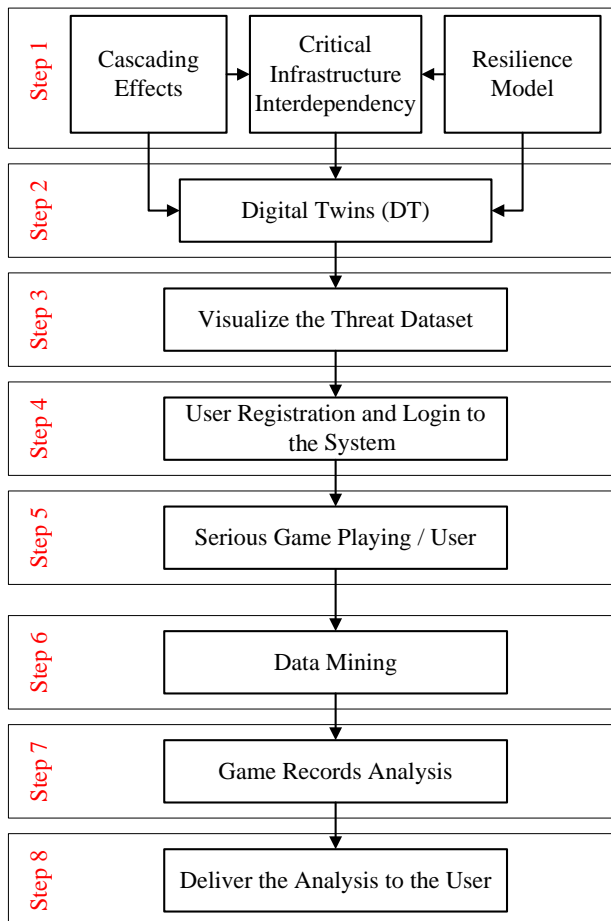 Step 1
Cascading
Effects
Critical
Infrastructure
Interdependency
Resilience
Model
Step 2
Digital Twins (DT)
Step 3
Visualize the Threat Dataset
Step 4
User Registration and Login to
the System
Step 5
Serious Game Playing / User
Step 6
Data Mining
Step 7
Game Records Analysis
Step 8
Deliver the Analysis to the User